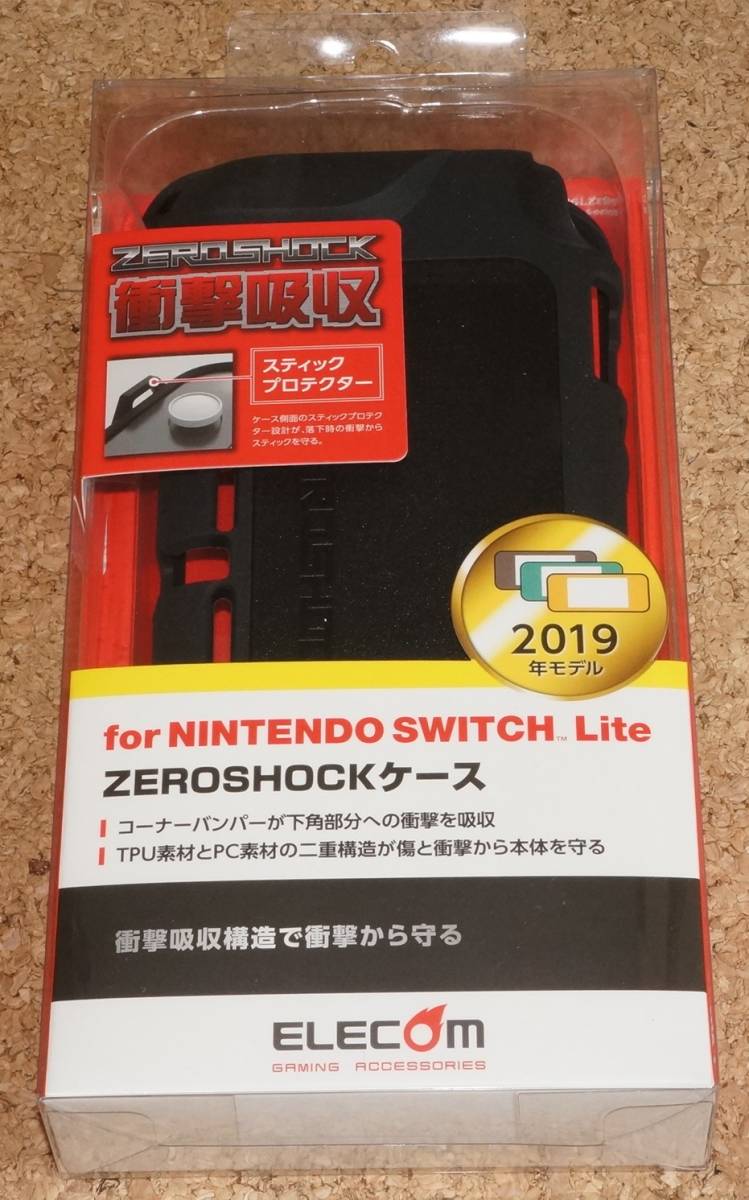 ZEROSHOCK
衝撃吸収
スティック
プロテクター
ケース側面のスティックプロテク
ター設計が、落下時の衝撃から
スティックを守る。
2019
年モデル
for NINTENDO SWITCH™ Lite
ZEROSHOCKケース
コーナーバンパーが下角部分への衝撃を吸収
TPU素材とPC素材の二重構造が傷と衝撃から本体を守る
衝撃吸収構造で衝撃から守る
ELECOM
GAMING ACCESSORIES